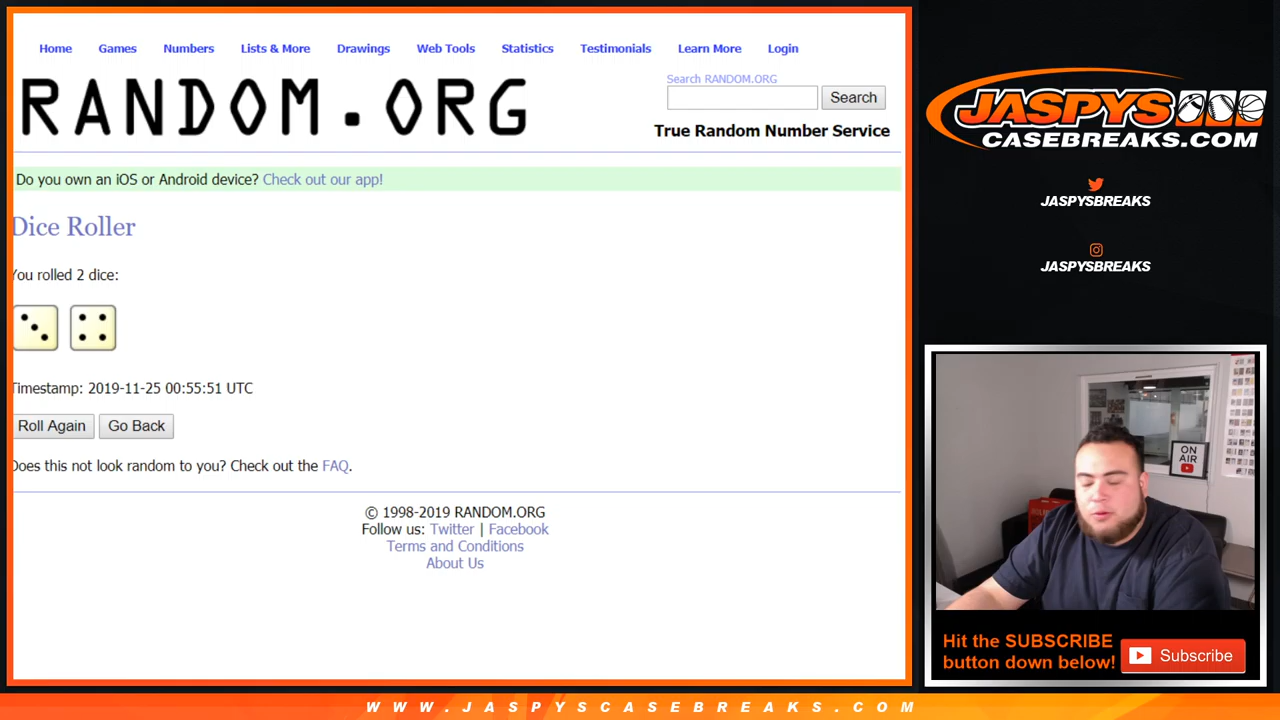 Home Games Numbers Lists & More Drawings Web Tools Statistics Testimonials Learn More Login
RANDOM.ORG
Search RANDOM.ORG
Search
True Random Number Service
Do you own an iOS or Android device? Check out our app!
Dice Roller
You rolled 2 dice:
Timestamp: 2019-11-25 00:55:51 UTC
Roll Again Go Back
Does this not look random to you? Check out the FAQ.
© 1998-2019 RANDOM.ORG
Follow us: Twitter | Facebook
Terms and Conditions
About Us
JASPYS
CASEBREAKS.COM
JASPYSBREAKS
JASPYSBREAKS
ON
AIR
Hit the SUBSCRIBE
button down below!
Subscribe
WWW.JASPYSCASEBREAKS.COM